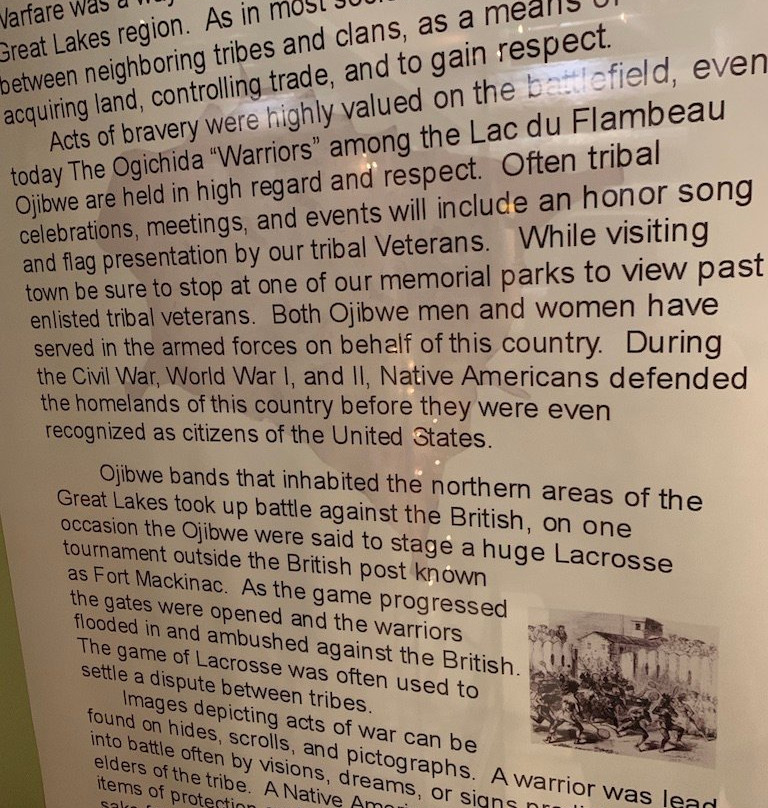 Warfare was a
Great Lakes region. As in most
between neighboring tribes and clans, as a means
acquiring land, controlling trade, and to gain respect.
Acts of bravery were highly valued on the battlefield, even
today The Ogichida “Warriors” among the Lac du Flambeau
Ojibwe are held in high regard and respect. Often tribal
celebrations, meetings, and events will include an honor song
and flag presentation by our tribal Veterans. While visiting
town be sure to stop at one of our memorial parks to view past
enlisted tribal veterans. Both Ojibwe men and women have
served in the armed forces on behalf of this country. During
the Civil War, World War I, and II, Native Americans defended
the homelands of this country before they were even
recognized as citizens of the United States.
Ojibwe bands that inhabited the northern areas of the
Great Lakes took up battle against the British, on one
occasion the Ojibwe were said to stage a huge Lacrosse
tournament outside the British post known
as Fort Mackinac. As the game progressed
the gates were opened and the warriors
flooded in and ambushed against the British.
The game of Lacrosse was often used to
settle a dispute between tribes.
Images depicting acts of war can be
found on hides, scrolls, and pictographs. A warrior was lead
into battle often by visions, dreams, or signs
elders of the tribe. A Native
items of protection